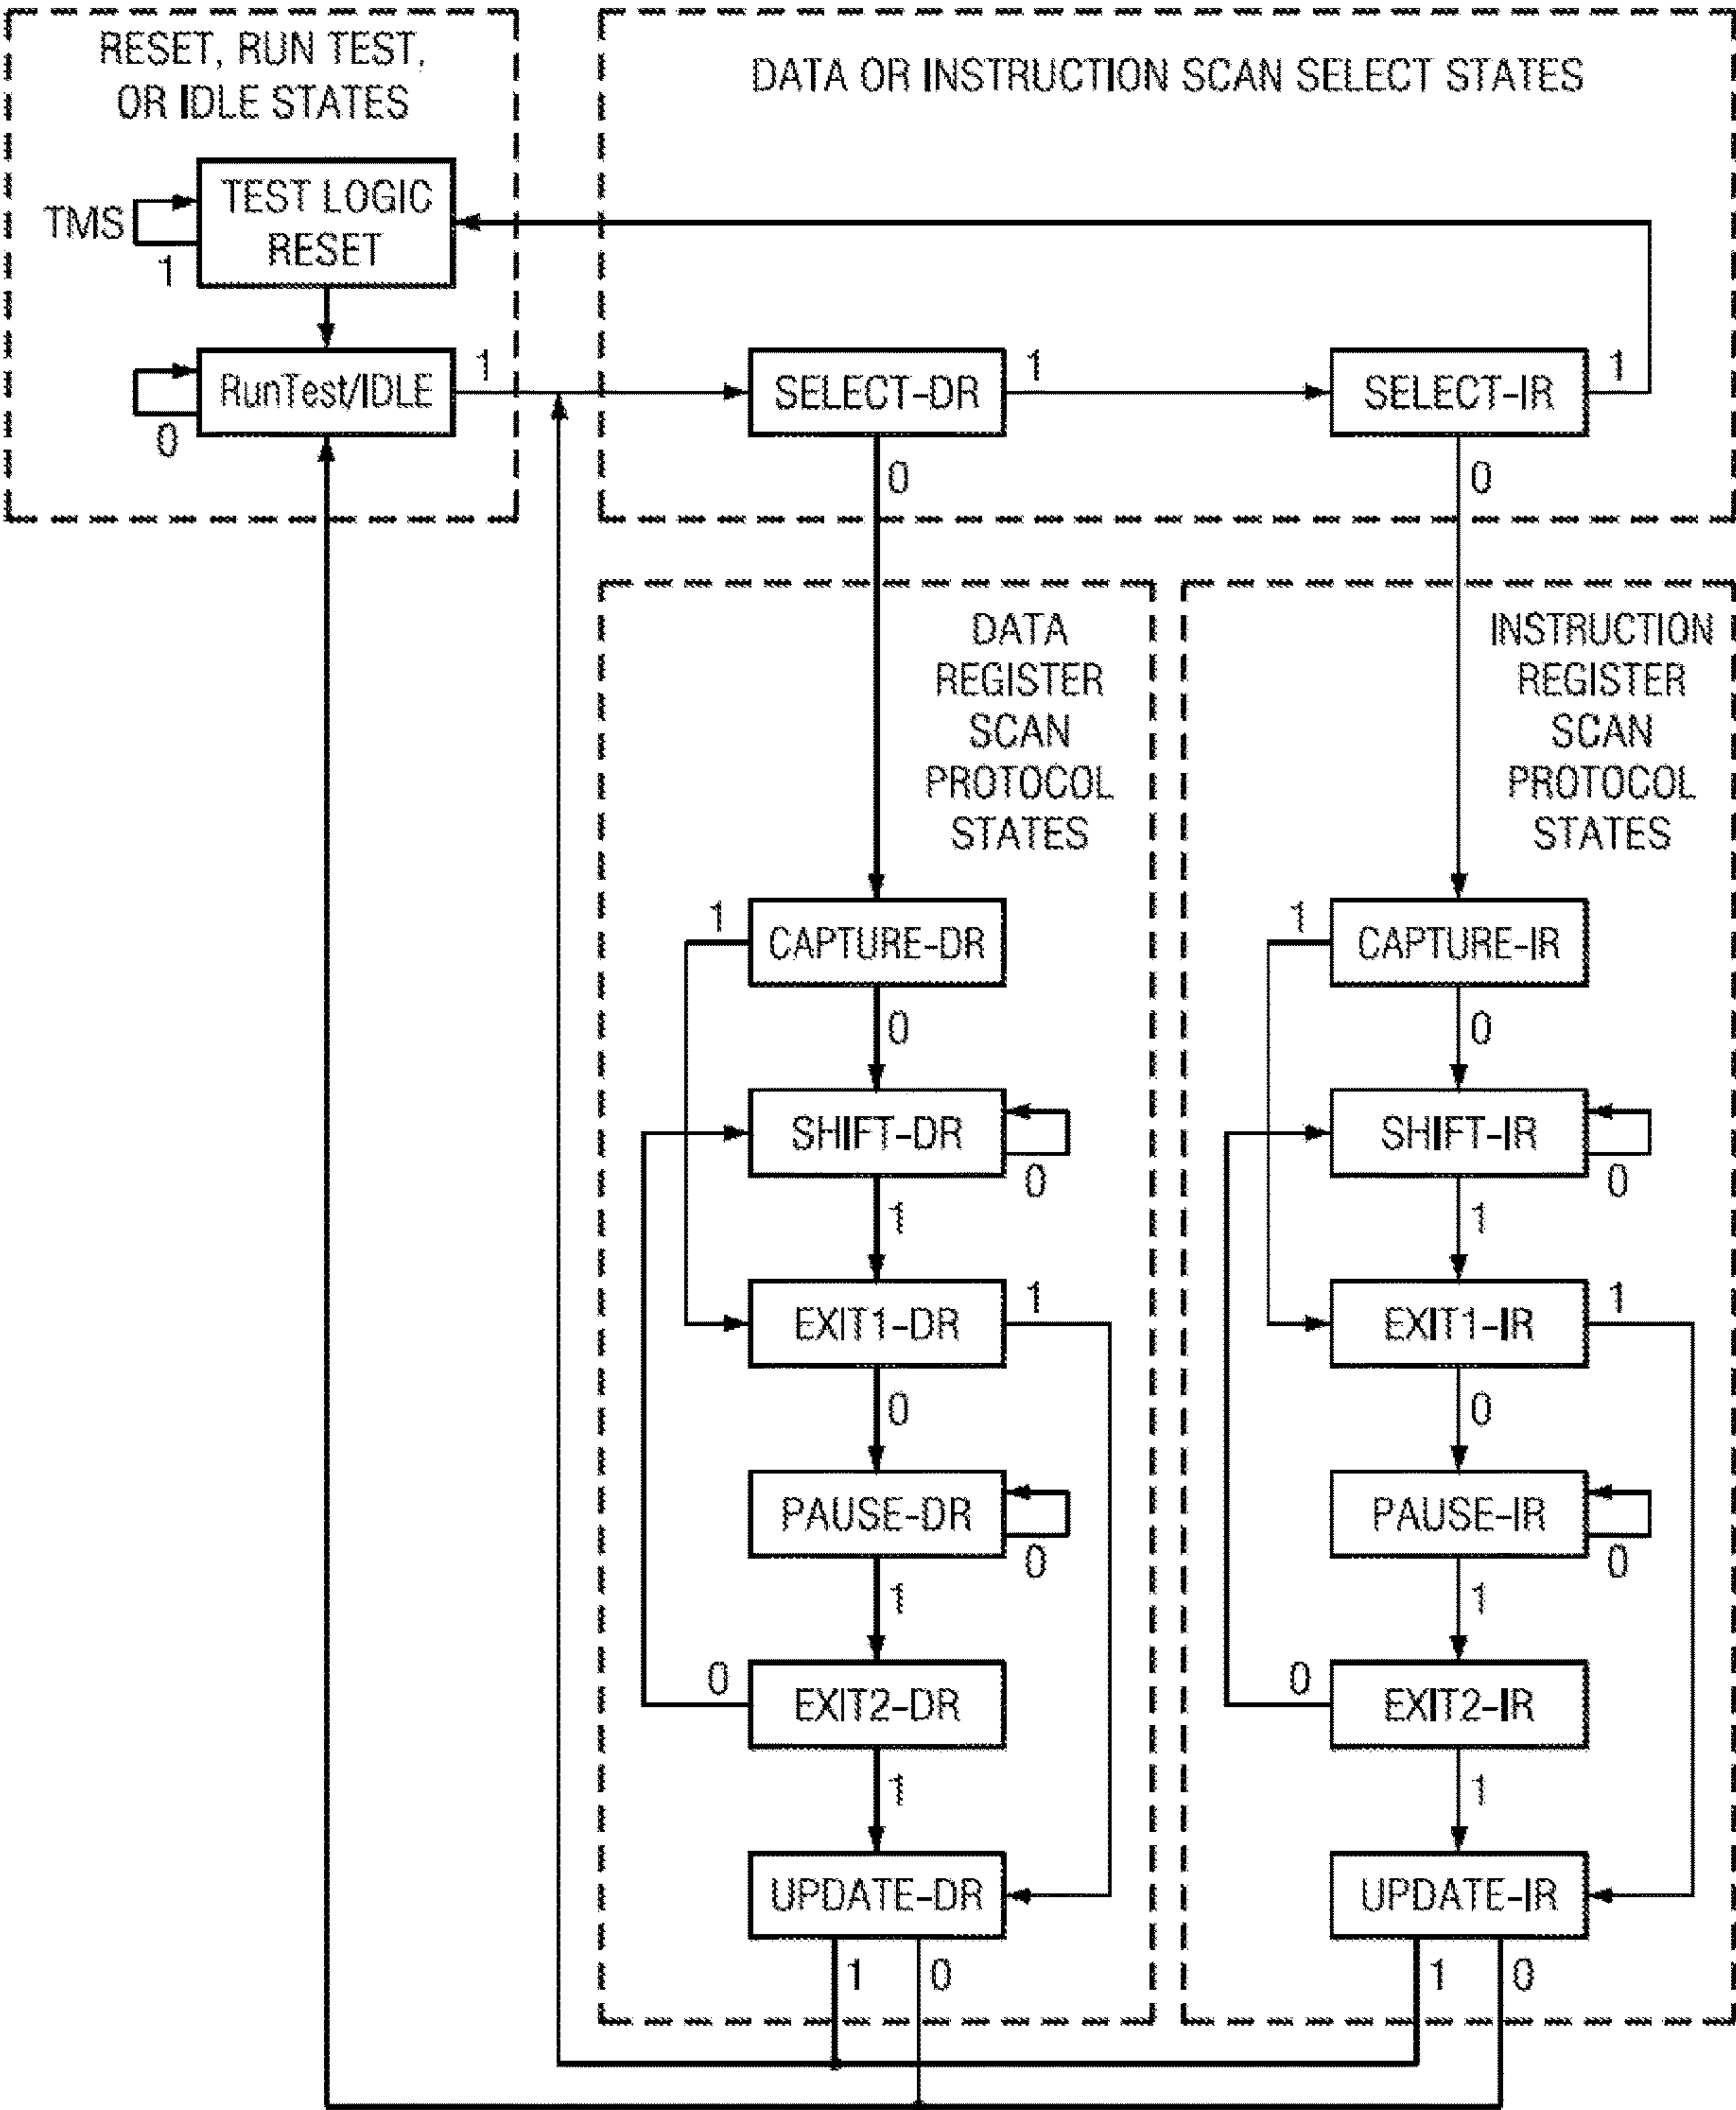 RESET, RUN TEST,
OR IDLE STATES
DATA OR INSTRUCTION SCAN SELECT STATES
TMS
1
TEST LOGIC
RESET
0
RunTest/IDLE
1
SELECT-DR
1
SELECT-IR
1
0
0
DATA
REGISTER
SCAN
PROTOCOL
STATES
INSTRUCTION
REGISTER
SCAN
PROTOCOL
STATES
1
CAPTURE-DR
0
1
CAPTURE-IR
0
SHIFT-DR
0
1
SHIFT-IR
0
1
EXIT1-DR
1
0
EXIT1-IR
1
0
PAUSE-DR
0
1
PAUSE-IR
0
1
0
EXIT2-DR
1
0
EXIT2-IR
1
UPDATE-DR
1
0
UPDATE-IR
1
0